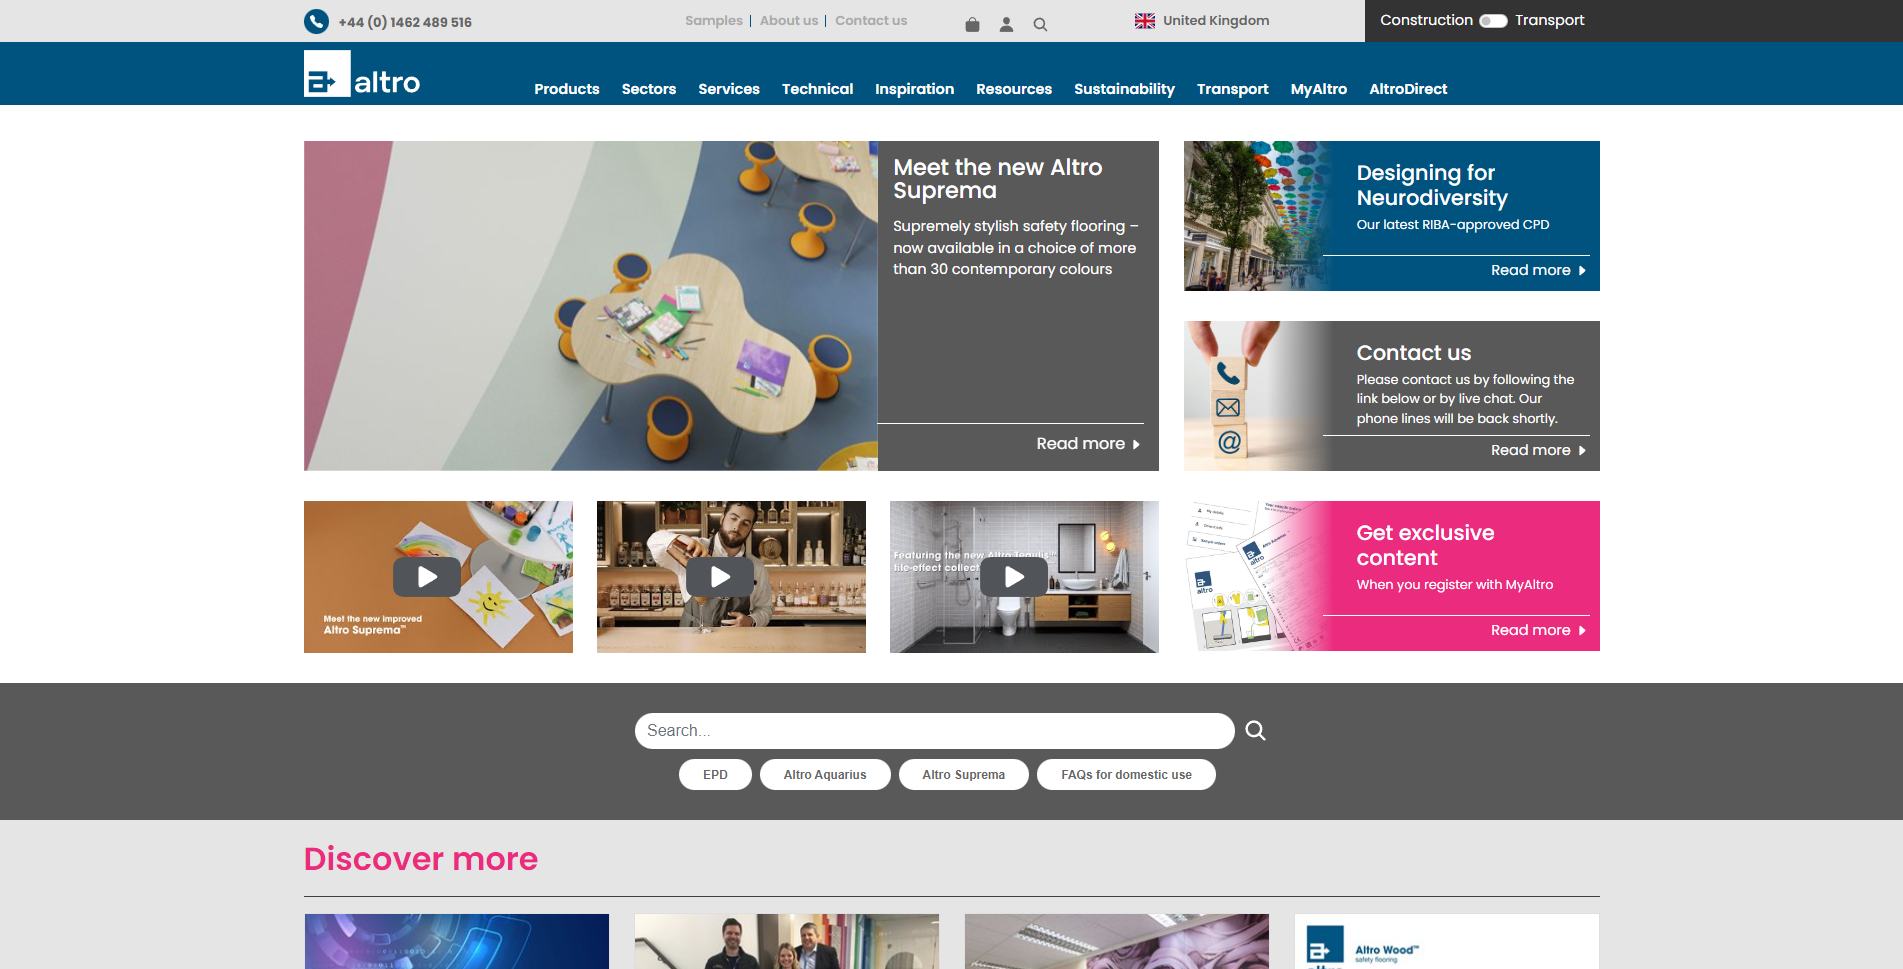 +44 (0) 1462 489 516
Samples
About us
Contact us
United Kingdom
Construction
Transport
altro
Products
Sectors
Services
Technical
Inspiration
Resources
Sustainability
Transport
MyAltro
AltroDirect
Meet the new Altro
Suprema
Supremely stylish safety flooring –
now available in a choice of more
than 30 contemporary colours
Read more
Designing for
Neurodiversity
Our latest RIBA-approved CPD
Read more
Contact us
Please contact us by following the
link below or by live chat. Our
phone lines will be back shortly.
Read more
Meet the new improved
Altro Suprema™
Featuring the new Altro Tegulis™
tile-effect collect
altro
altro
Get exclusive
content
When you register with MyAltro
Read more
Search...
EPD
Altro Aquarius
Altro Suprema
FAQs for domestic use
Discover more
Altro Wood™
safety flooring